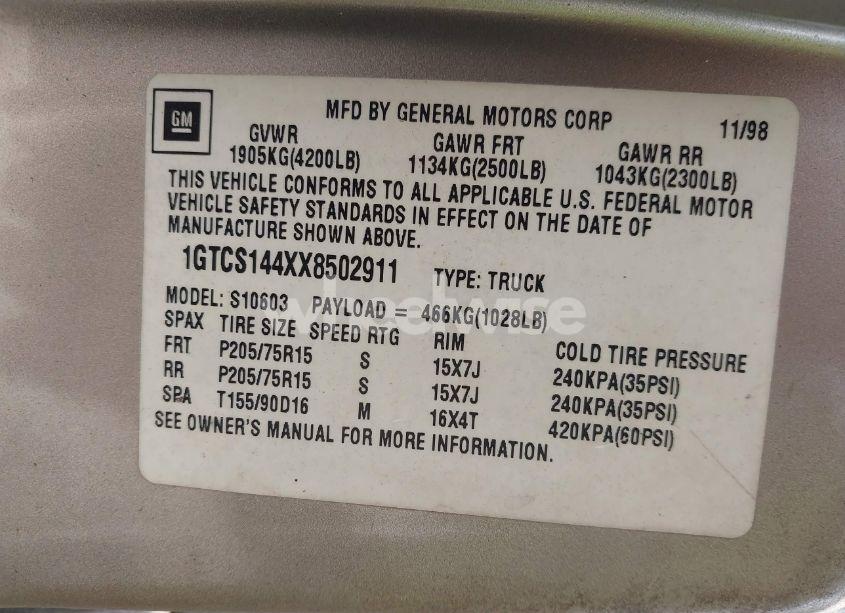 GM
MFD BY GENERAL MOTORS CORP 11/98
GVWR GAWR FRT GAWR RR
1905KG(4200LB) 1134KG(2500LB) 1043KG(2300LB)
THIS VEHICLE CONFORMS TO ALL APPLICABLE U.S. FEDERAL MOTOR
VEHICLE SAFETY STANDARDS IN EFFECT ON THE DATE OF
MANUFACTURE SHOWN ABOVE.
1GTCS144XX8502911 TYPE: TRUCK
MODEL: S10603 PAYLOAD = 466KG(1028LB)
wheelwise
SPAX TIRE SIZE SPEED RTG RIM COLD TIRE PRESSURE
FRT P205/75R15 S 15X7J 240KPA(35PSI)
RR P205/75R15 S 15X7J 240KPA(35PSI)
SPA T155/90D16 M 16X4T 420KPA(60PSI)
SEE OWNER'S MANUAL FOR MORE INFORMATION.